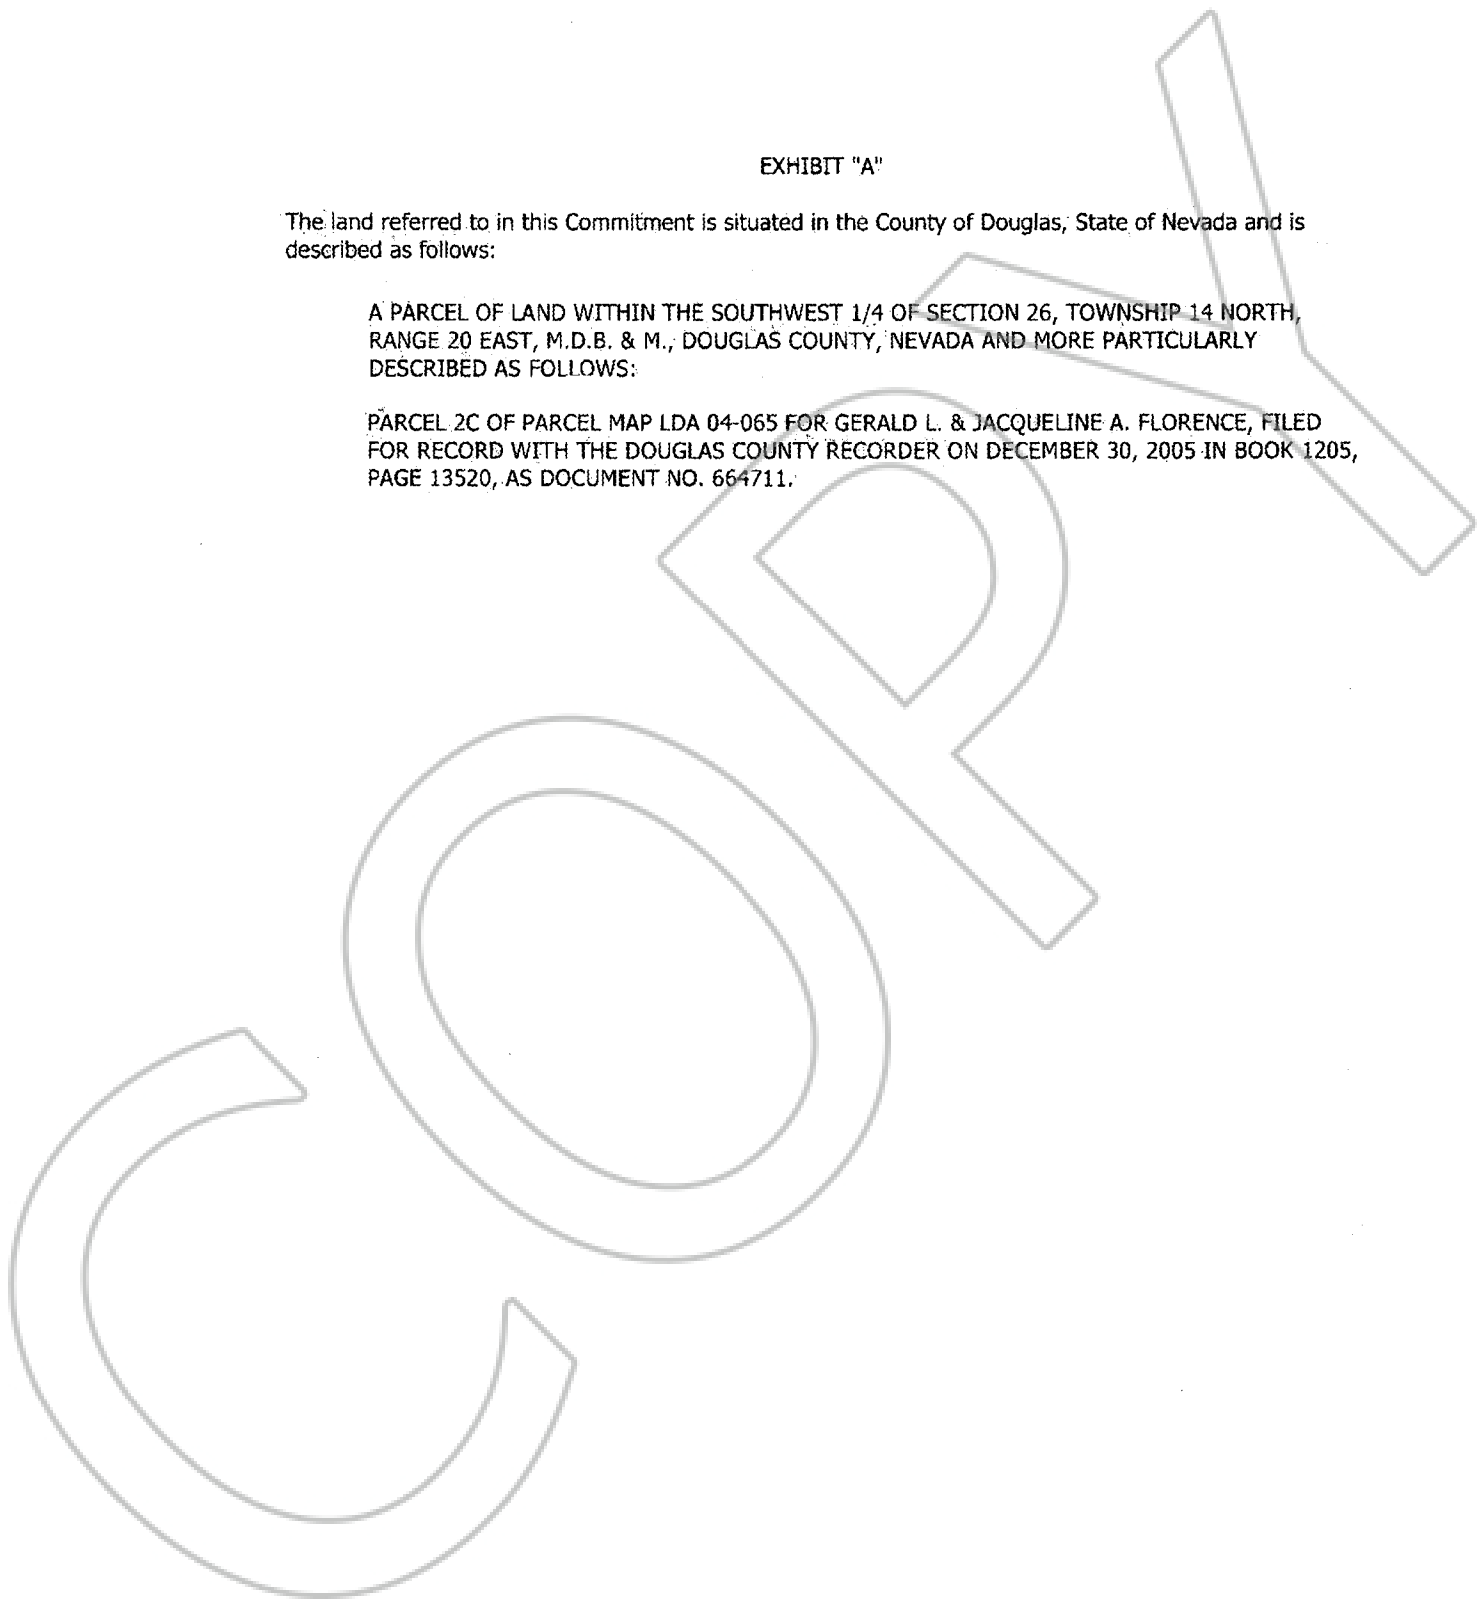 EXHIBIT "A"
The land referred to in this Commitment is situated in the County of Douglas, State of Nevada and is
described as follows:
A PARCEL OF LAND WITHIN THE SOUTHWEST 1/4 OF SECTION 26, TOWNSHIP 14 NORTH,
RANGE 20 EAST, M.D.B. & M., DOUGLAS COUNTY, NEVADA AND MORE PARTICULARLY
DESCRIBED AS FOLLOWS:
PARCEL 2C OF PARCEL MAP LDA 04-065 FOR GERALD L. & JACQUELINE A. FLORENCE, FILED
FOR RECORD WITH THE DOUGLAS COUNTY RECORDER ON DECEMBER 30, 2005 IN BOOK 1205,
PAGE 13520, AS DOCUMENT NO. 664711.
COPY